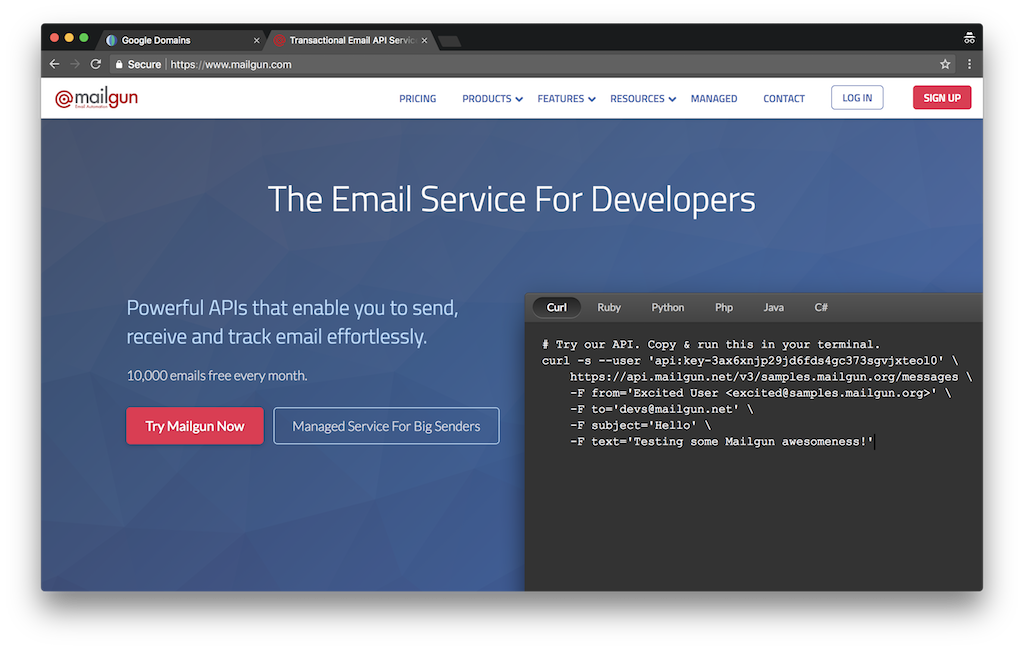 Google Domains
Transactional Email API Servic
Secure
https://www.mailgun.com
@mailgun
Email Automation
PRICING
PRODUCTS
FEATURES
RESOURCES
MANAGED
CONTACT
LOG IN
SIGN UP
The Email Service For Developers
Powerful APIs that enable you to send,
receive and track email effortlessly.
10,000 emails free every month.
Try Mailgun Now
Managed Service For Big Senders
Curl
Ruby
Python
Php
Java
C#
# Try our API. Copy & run this in your terminal.
curl -s --user 'api:key-3ax6xnjp29jd6fds4gc373sgvjxteol0' \
https://api.mailgun.net/v3/samples.mailgun.org/messages \
-F from='Excited User <excited@samples.mailgun.org>' \
-F to='devs@mailgun.net' \
-F subject='Hello' \
-F text='Testing some Mailgun awesomeness!'